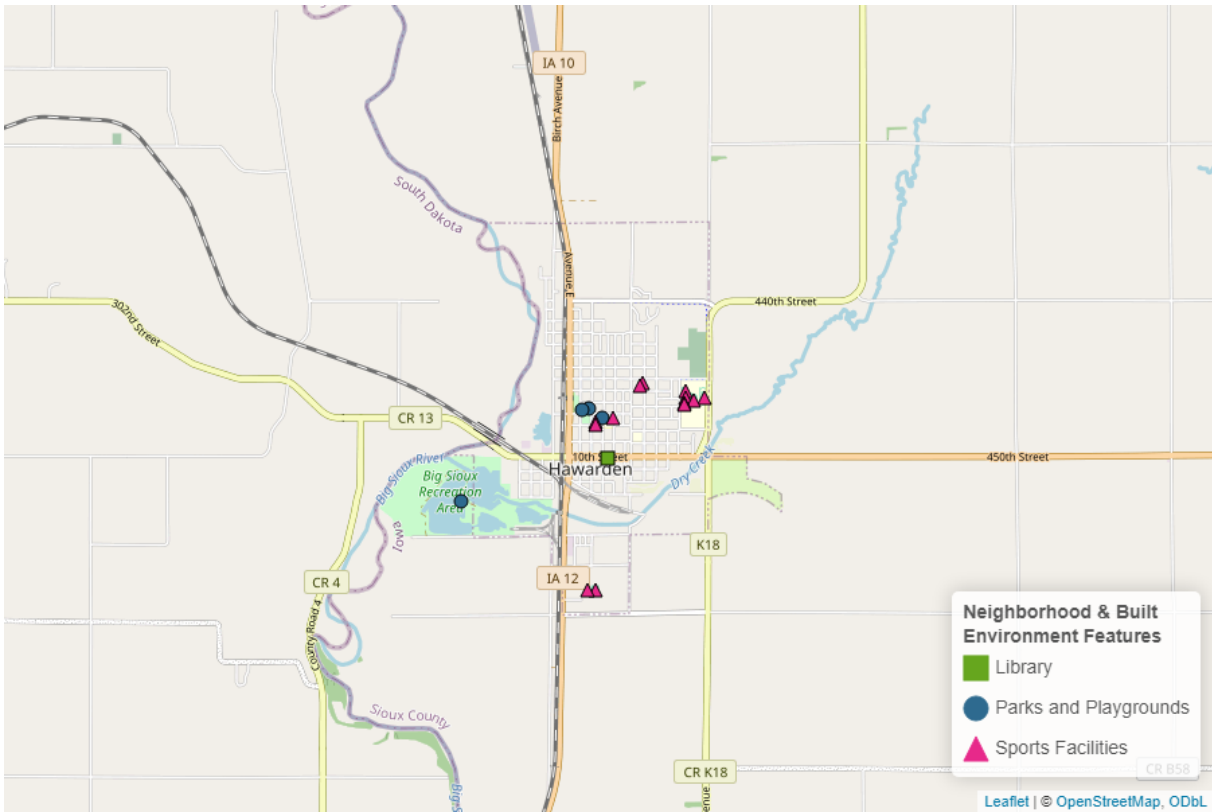 IA 10
Birch Avenue
South Dakota
Avenue E
440th Street
302nd Street
CR 13
10th Street
450th Street
Hawarden
Dry Creek
Big Sioux River
Big Sioux
Recreation
Area
Iowa
K18
CR 4
IA 12
County Road 4
Sioux County
Big S
CR K18
venue
CR B58
Neighborhood & Built
Environment Features
Library
Parks and Playgrounds
Sports Facilities
Leaflet | © OpenStreetMap, ODbL